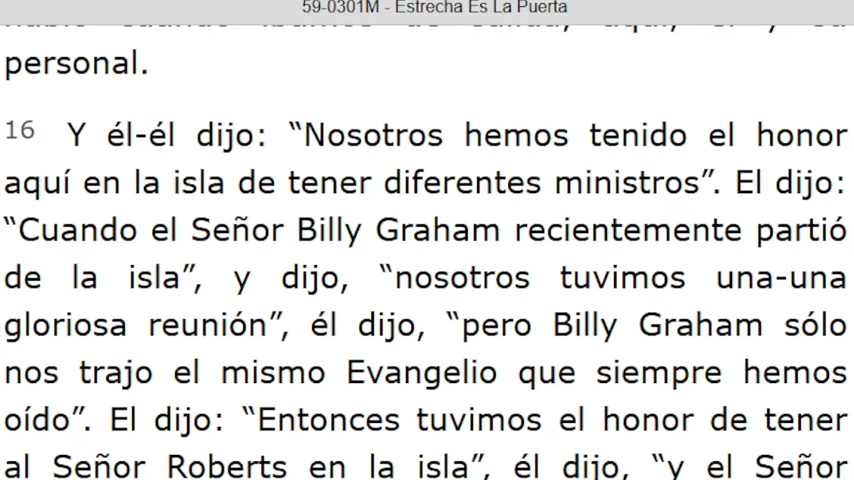 59-0301M - Estrecha Es La Puerta
personal.
16 Y él-él dijo: “Nosotros hemos tenido el honor
aquí en la isla de tener diferentes ministros”. El dijo:
“Cuando el Señor Billy Graham recientemente partió
de la isla”, y dijo, “nosotros tuvimos una-una
gloriosa reunión”, él dijo, “pero Billy Graham sólo
nos trajo el mismo Evangelio que siempre hemos
oído”. El dijo: “Entonces tuvimos el honor de tener
al Señor Roberts en la isla”, él dijo, “y el Señor